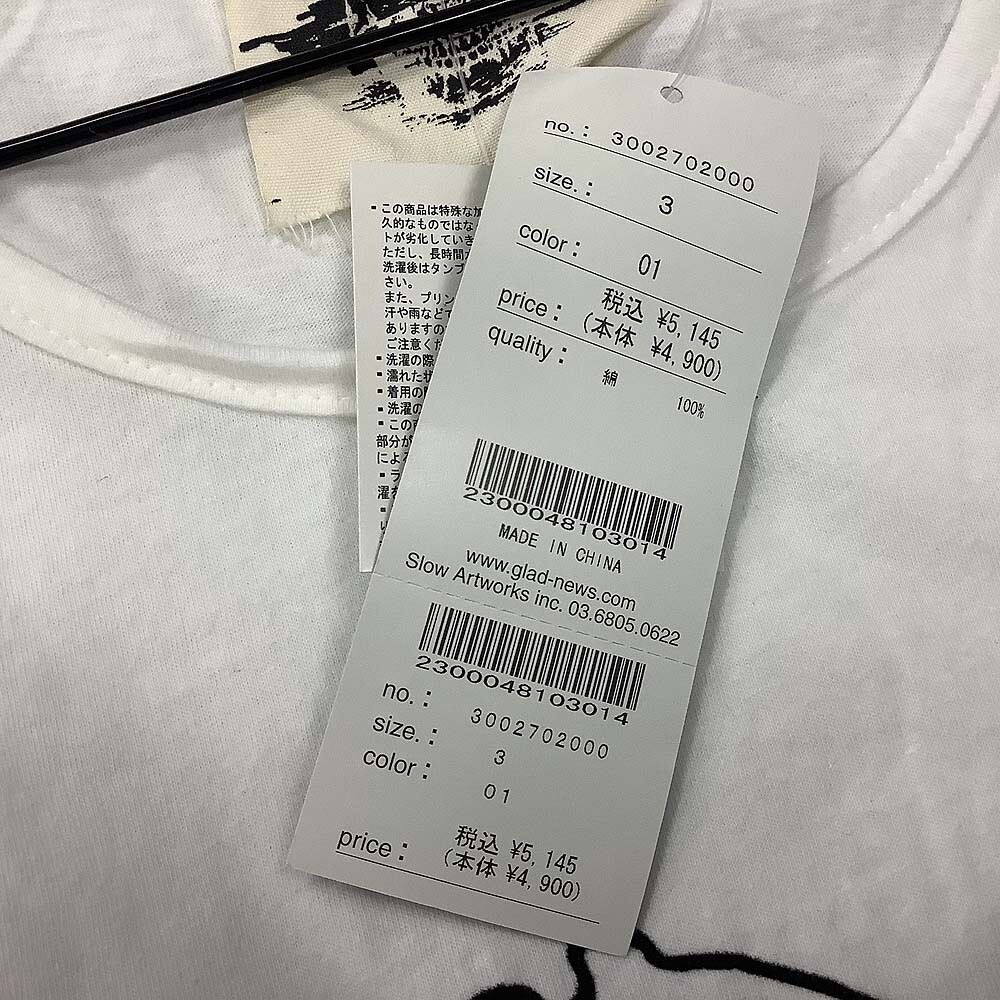 no.: 3002702000
size.: 3
color: 01
price: 税込 ¥5,145
(本体 ¥4,900)
quality:
綿 100%
2300048103014
MADE IN CHINA
www.glad-news.com
Slow Artworks inc. 03.6805.0622
2300048103014
no.: 3002702000
size.: 3
color: 01
price: 税込 ¥5,145
(本体 ¥4,900)
▪この商品は特殊な加
久的なものではな
トが劣化していき
ただし、長時間
洗濯後はタンブ
さい。
また、プリン
汗や雨などで
ありますの
ご注意くだ
▪洗濯の際
▪濡れた状
▪着用の
▪洗濯の
▪この
部分が
による
▪ラ
濯